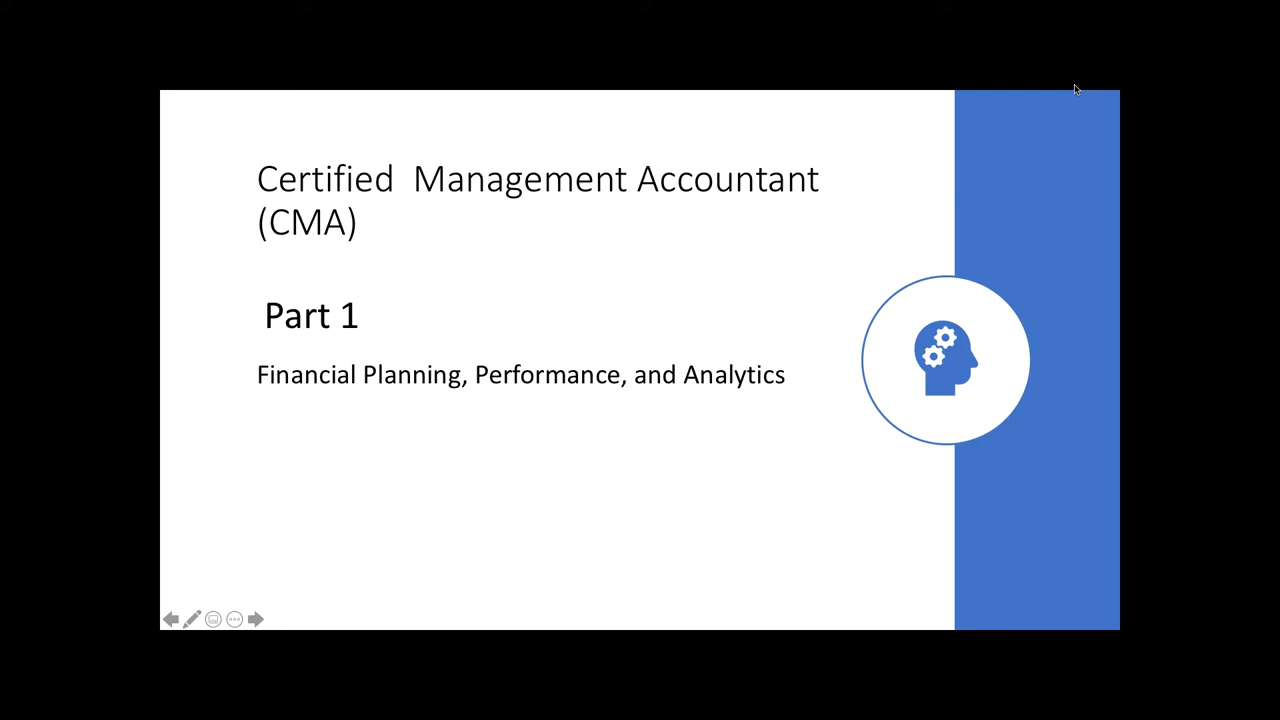 Certified  Management Accountant
(CMA)
Part 1
Financial Planning, Performance, and Analytics